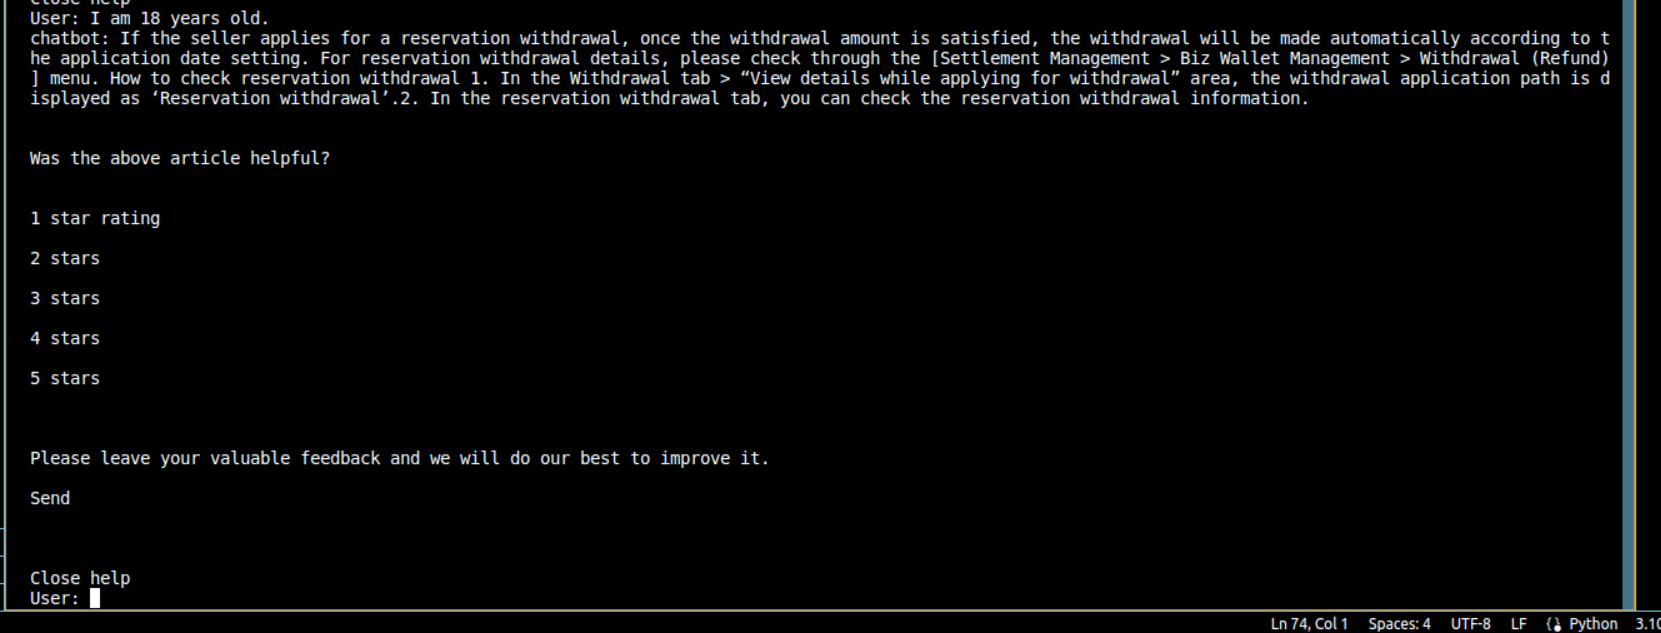 Close help
User: I am 18 years old.
chatbot: If the seller applies for a reservation withdrawal, once the withdrawal amount is satisfied, the withdrawal will be made automatically according to t
he application date setting. For reservation withdrawal details, please check through the [Settlement Management > Biz Wallet Management > Withdrawal (Refund)
] menu. How to check reservation withdrawal 1. In the Withdrawal tab > “View details while applying for withdrawal” area, the withdrawal application path is d
isplayed as ‘Reservation withdrawal’.2. In the reservation withdrawal tab, you can check the reservation withdrawal information.
Was the above article helpful?
1 star rating
2 stars
3 stars
4 stars
5 stars
Please leave your valuable feedback and we will do our best to improve it.
Send
Close help
User:
Ln 74, Col 1 Spaces: 4 UTF-8 LF Python 3.10